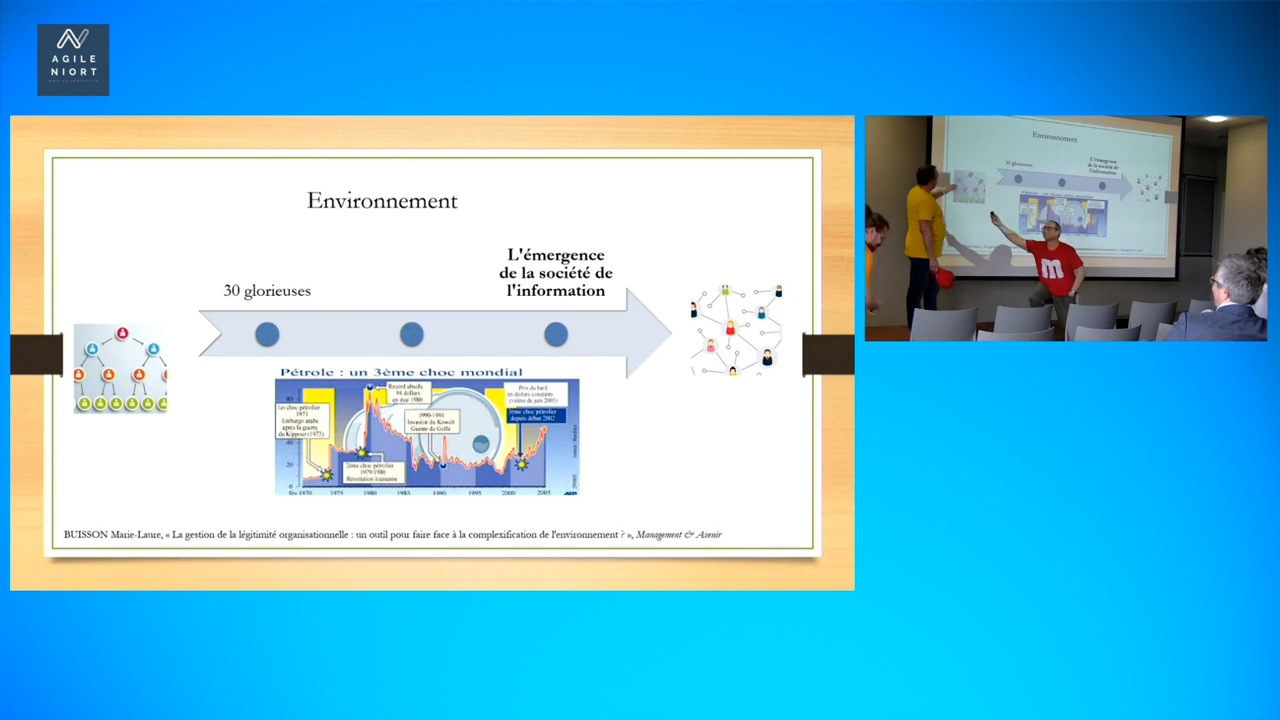 AGILE
NIORT
Environnement
30 glorieuses
L'émergence
de la société de
l'information
Pétrole : un 3ème choc mondial
Record absolu
84 dollars
en mai 1980
Prix du baril
en dollars constants
(valeur de juin 2005)
1er choc pétrolier
1973
Embargo arabe
après la guerre
du Kippour (1973)
1990-1991
Invasion du Koweït
Guerre du Golfe
3ème choc pétrolier
depuis début 2002
2ème choc pétrolier
1979-1980
Révolution iranienne
40
20
0
1970 1975 1980 1985 1990 1995 2000 2005
AFP
BUISSON Marie-Laure, « La gestion de la légitimité organisationnelle : un outil pour faire face à la complexification de l'environnement ? », Management & Avenir
Environnement
30 glorieuses
L'émergence
de la société de
l'information
m